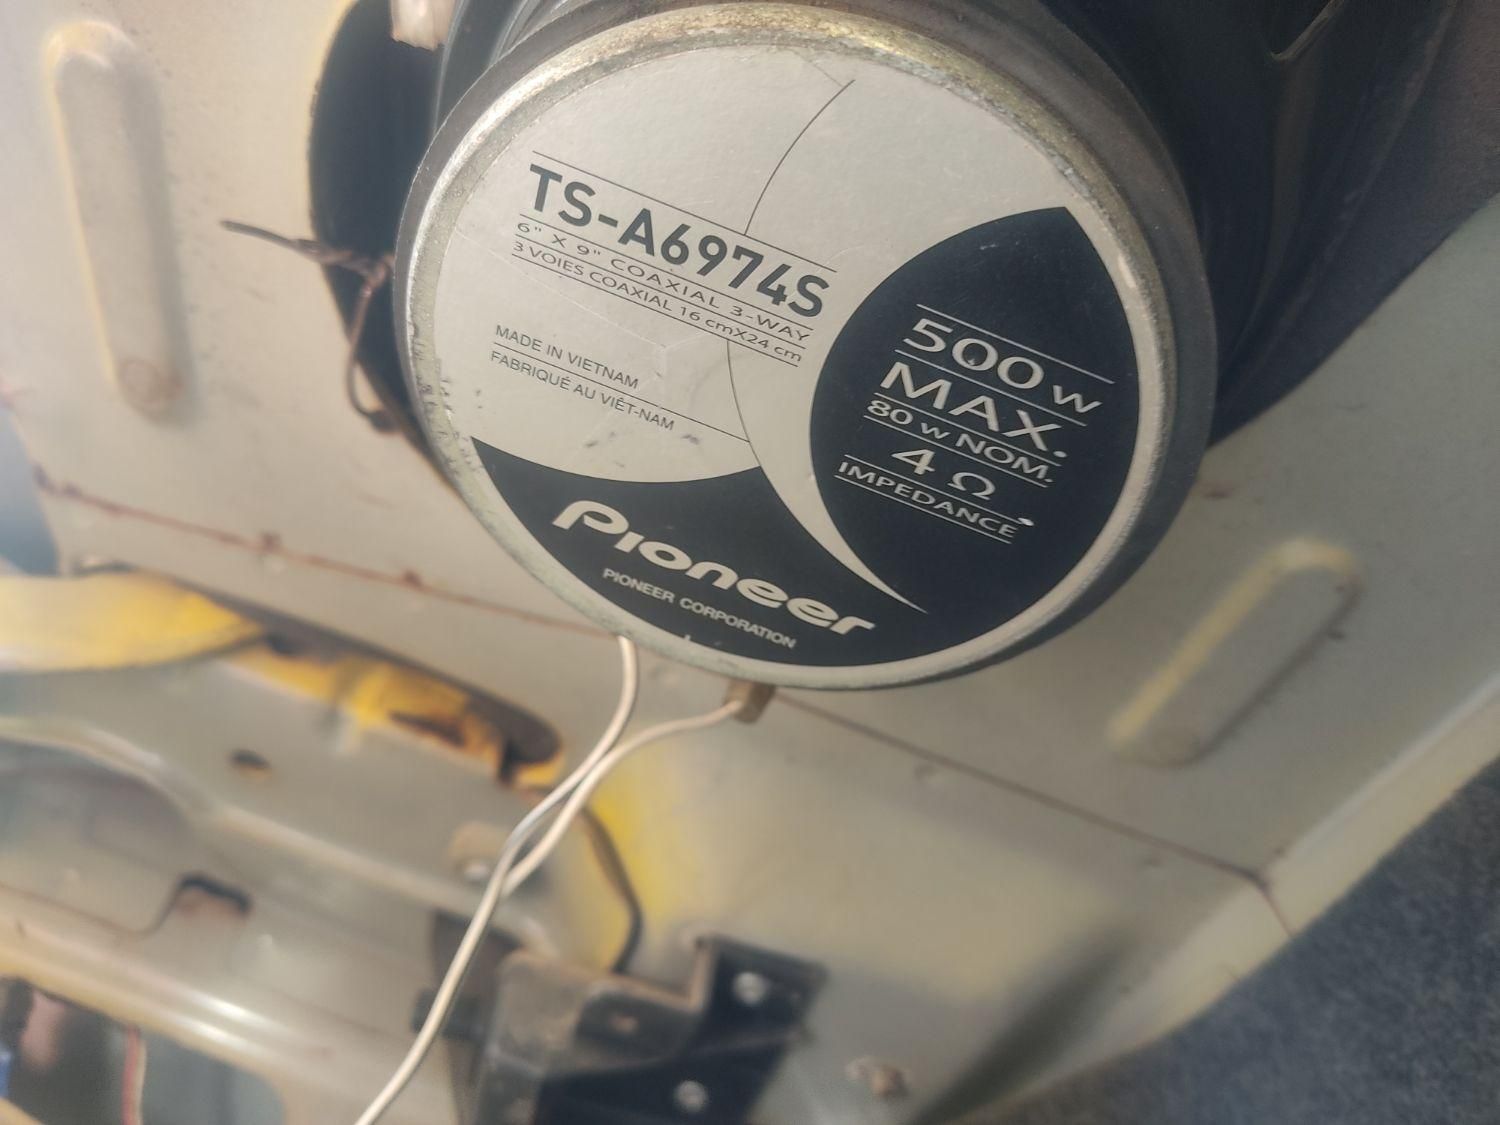 TS-A6974S
6" X 9" COAXIAL 3-WAY
3 VOIES COAXIAL 16 cmX24 cm
MADE IN VIETNAM
FABRIQUÉ AU VIÊT-NAM
500 W
MAX.
80 W NOM.
4 Ω
IMPEDANCE
Pioneer
PIONEER CORPORATION